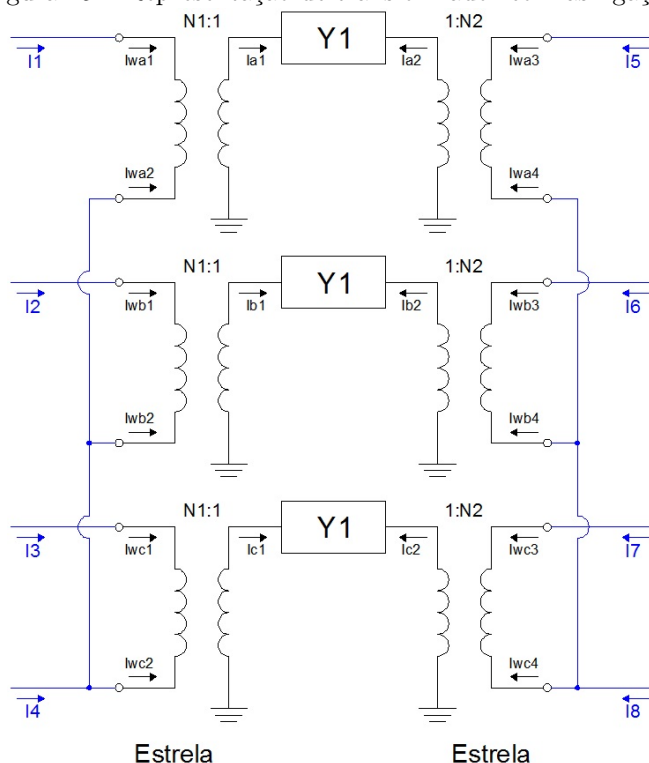 N1:1 Y1 1:N2
I1 Iwa1 Ia1 Ia2 Iwa3 I5
Iwa2 Iwa4
N1:1 Y1 1:N2
I2 Iwb1 Ib1 Ib2 Iwb3 I6
Iwb2 Iwb4
N1:1 Y1 1:N2
I3 Iwc1 Ic1 Ic2 Iwc3 I7
I4 Iwc2 Iwc4 I8
Estrela Estrela